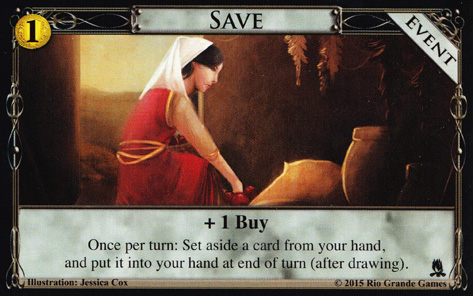 1
SAVE
EVENT
+ 1 Buy
Once per turn: Set aside a card from your hand,
and put it into your hand at end of turn (after drawing).
Illustration: Jessica Cox
© 2015 Rio Grande Games